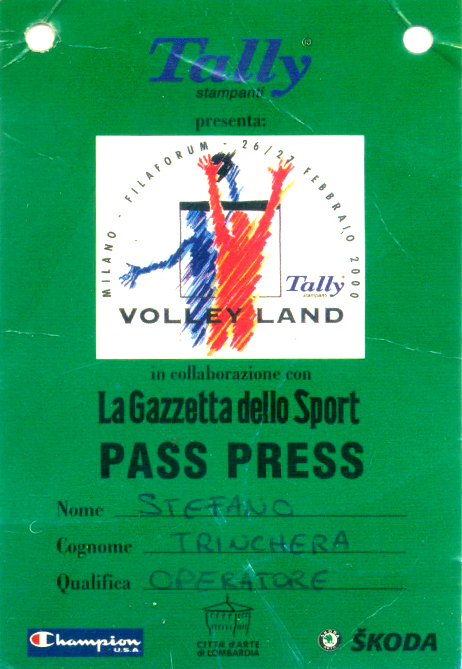 Tally®
stampanti
presenta:
MILANO - FILAFORUM - 26/27 FEBBRAIO 2000
Tally
stampanti
VOLLEY LAND
in collaborazione con
La Gazzetta dello Sport
PASS PRESS
Nome STEFANO
Cognome TRINCHERA
Qualifica OPERATORE
Champion
U.S.A
CITTÀ d'ARTE
di LOMBARDIA
ŠKODA